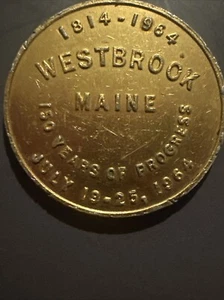 1814-1964
WESTBROOK
MAINE
150 YEARS OF PROGRESS
JULY 19-25, 1964